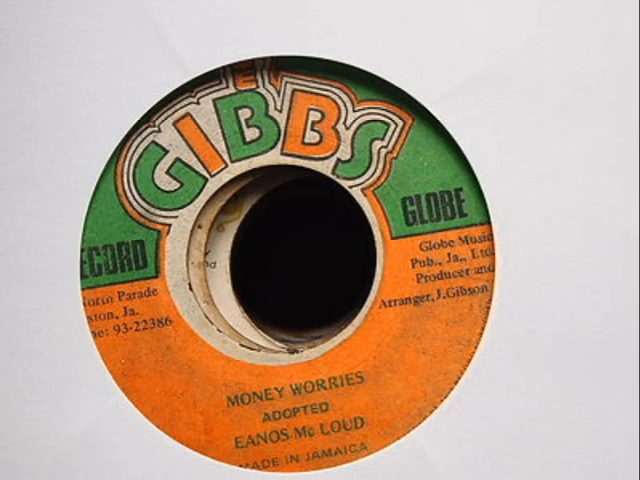 GIBBS
GLOBE
ECORD
Globe Music
Pub., Ja., Ltd
Producer and
Arranger, J. Gibson
North Parade
ston, Ja.
ne: 93-22386
MONEY WORRIES
ADOPTED
EANOS Mc LOUD
MADE IN JAMAICA